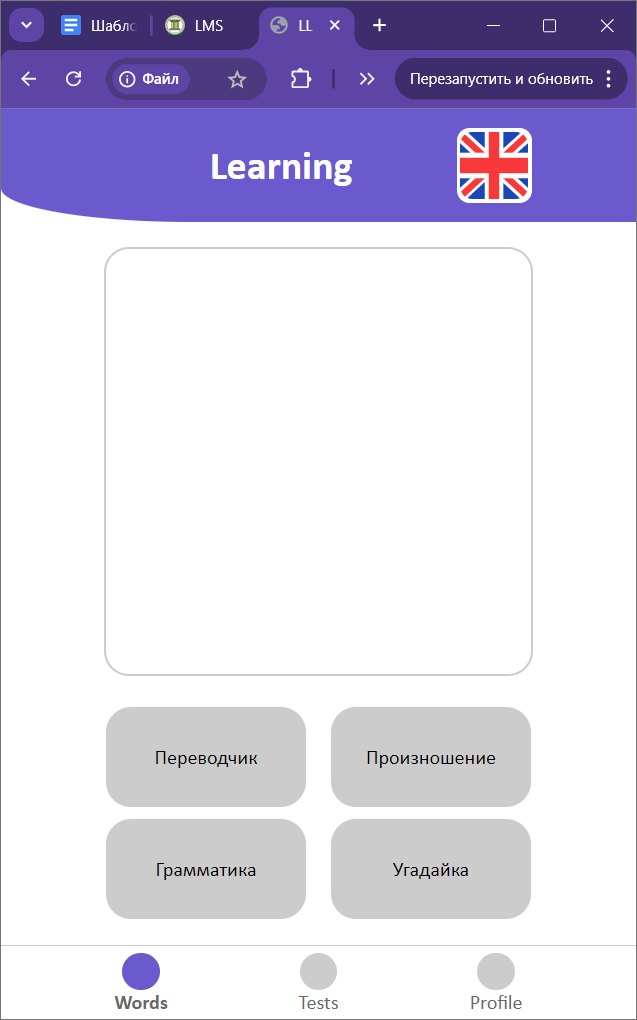 Шабло
LMS
LL
Файл
Перезапустить и обновить
Learning
Переводчик
Произношение
Грамматика
Угадайка
Words
Tests
Profile